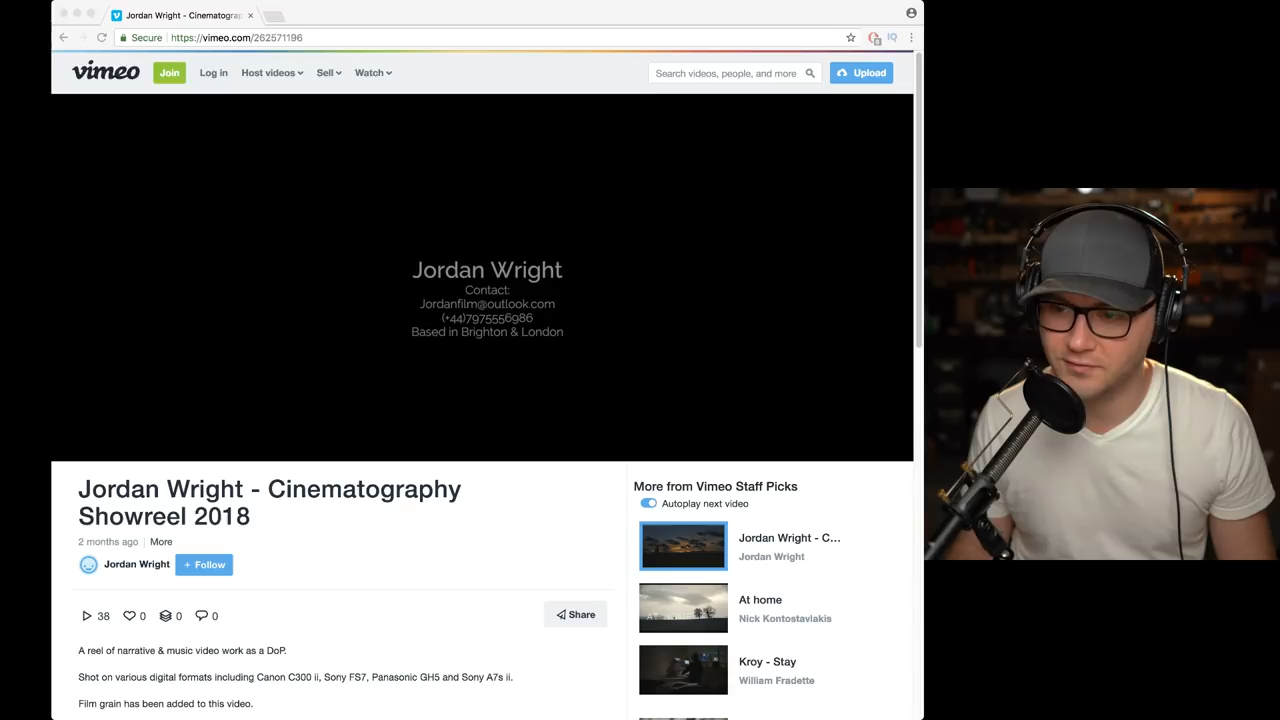 Jordan Wright - Cinematograp
Secure https://vimeo.com/262571196
IQ
vimeo Join Log in Host videos Sell Watch Search videos, people, and more Upload
Jordan Wright
Contact:
Jordanfilm@outlook.com
(+44)7975556986
Based in Brighton & London
Jordan Wright - Cinematography
Showreel 2018
2 months ago More
Jordan Wright + Follow
38 0 0 0 Share
A reel of narrative & music video work as a DoP.
Shot on various digital formats including Canon C300 ii, Sony FS7, Panasonic GH5 and Sony A7s ii.
Film grain has been added to this video.
More from Vimeo Staff Picks
Autoplay next video
Jordan Wright - C...
Jordan Wright
At home
Nick Kontostavlakis
Kroy - Stay
William Fradette